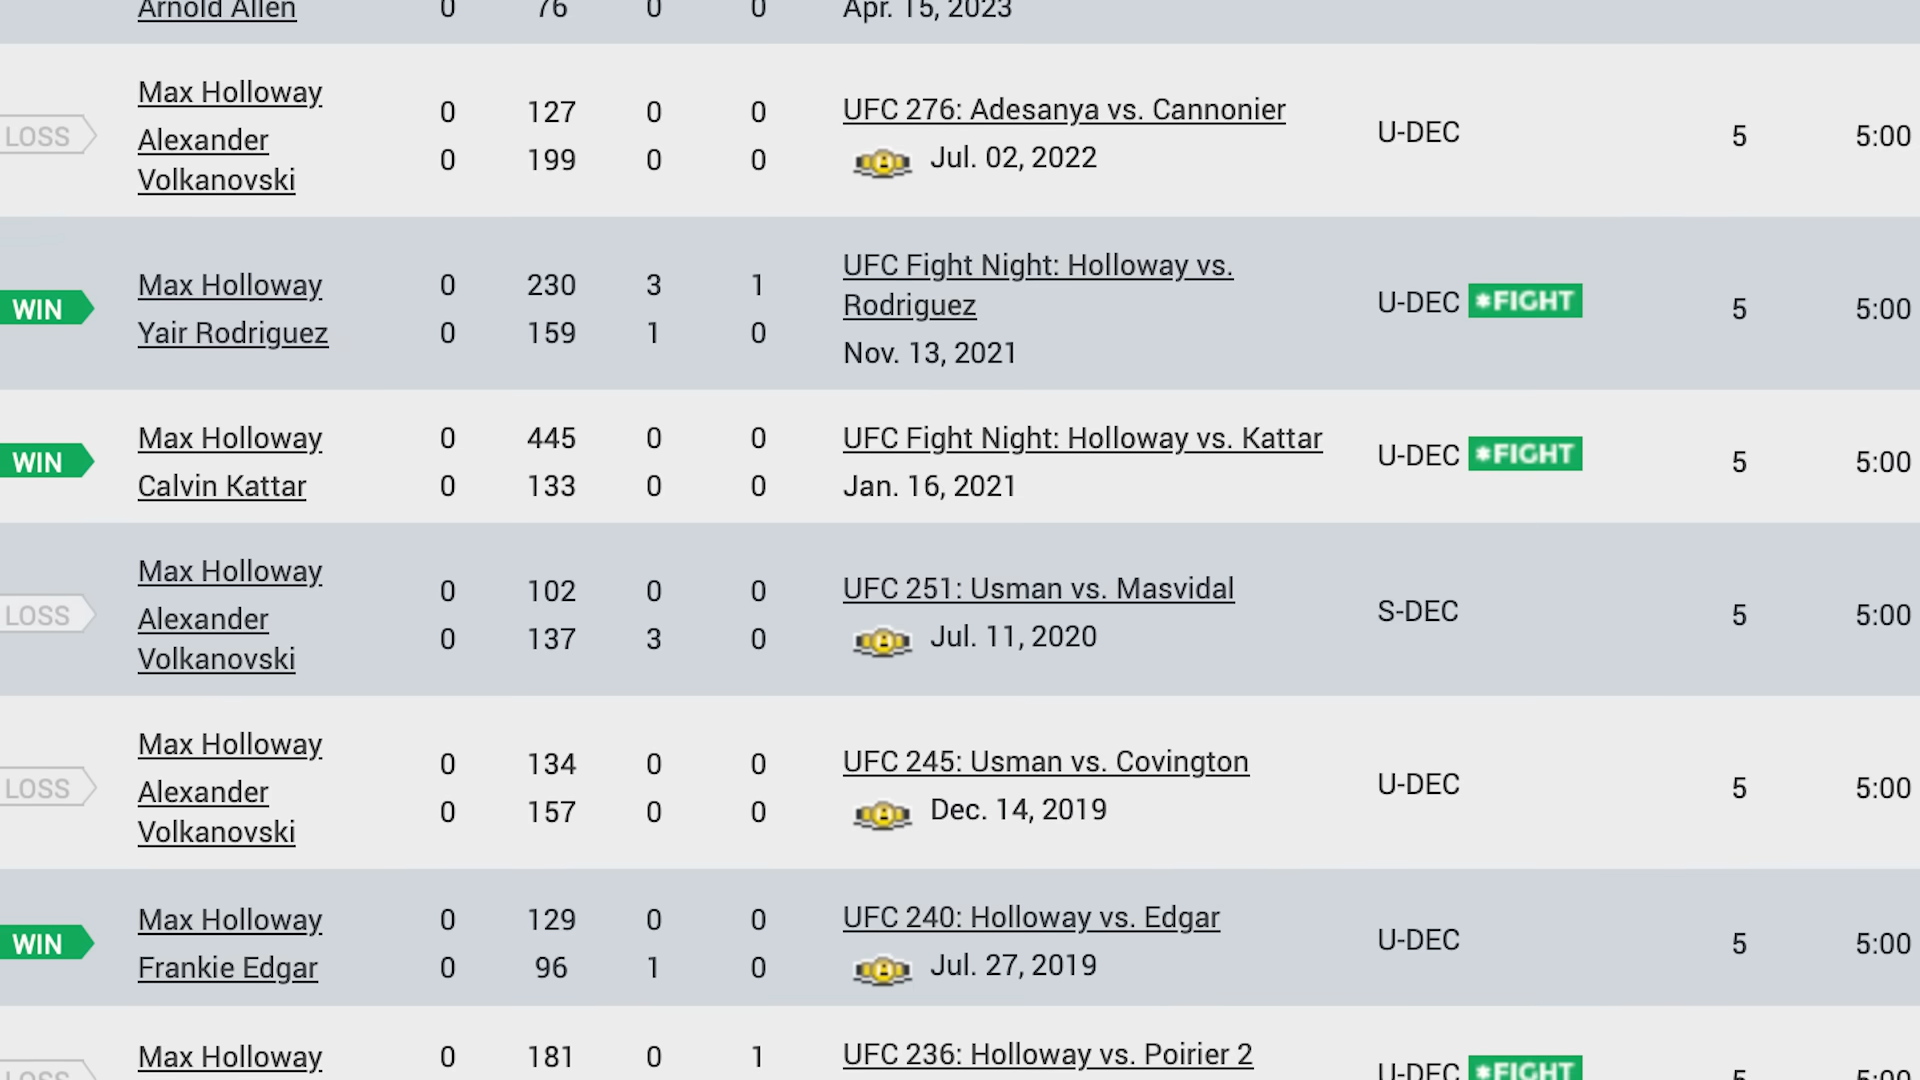 Arnold Allen 0 76 0 0 Apr. 15, 2023
Max Holloway 0 127 0 0 UFC 276: Adesanya vs. Cannonier
LOSS U-DEC 5 5:00
Alexander Volkanovski 0 199 0 0 Jul. 02, 2022
Max Holloway 0 230 3 1 UFC Fight Night: Holloway vs. Rodriguez
WIN U-DEC *FIGHT 5 5:00
Yair Rodriguez 0 159 1 0 Nov. 13, 2021
Max Holloway 0 445 0 0 UFC Fight Night: Holloway vs. Kattar
WIN U-DEC *FIGHT 5 5:00
Calvin Kattar 0 133 0 0 Jan. 16, 2021
Max Holloway 0 102 0 0 UFC 251: Usman vs. Masvidal
LOSS S-DEC 5 5:00
Alexander Volkanovski 0 137 3 0 Jul. 11, 2020
Max Holloway 0 134 0 0 UFC 245: Usman vs. Covington
LOSS U-DEC 5 5:00
Alexander Volkanovski 0 157 0 0 Dec. 14, 2019
Max Holloway 0 129 0 0 UFC 240: Holloway vs. Edgar
WIN U-DEC 5 5:00
Frankie Edgar 0 96 1 0 Jul. 27, 2019
Max Holloway 0 181 0 1 UFC 236: Holloway vs. Poirier 2
LOSS U-DEC *FIGHT 5 5:00